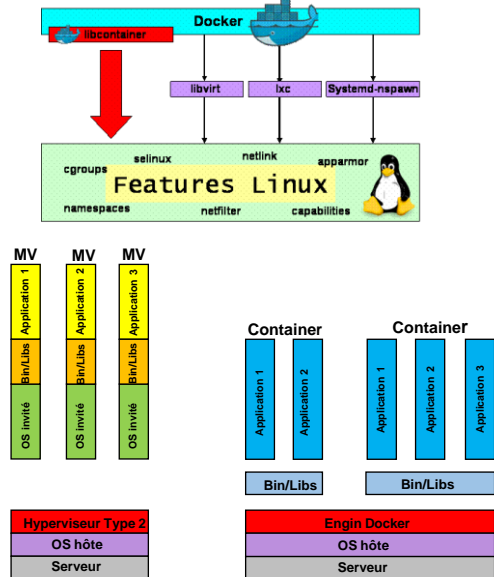 Docker
libcontainer
libvirt
lxc
Systemd-nspawn
cgroups
selinux
netlink
apparmor
Features Linux
namespaces
netfilter
capabilities
MV
MV
MV
Application 1
Application 2
Application 3
Bin/Libs
Bin/Libs
Bin/Libs
OS invité
OS invité
OS invité
Hyperviseur Type 2
OS hôte
Serveur
Container
Container
Application 1
Application 2
Application 1
Application 2
Application 3
Bin/Libs
Bin/Libs
Engin Docker
OS hôte
Serveur